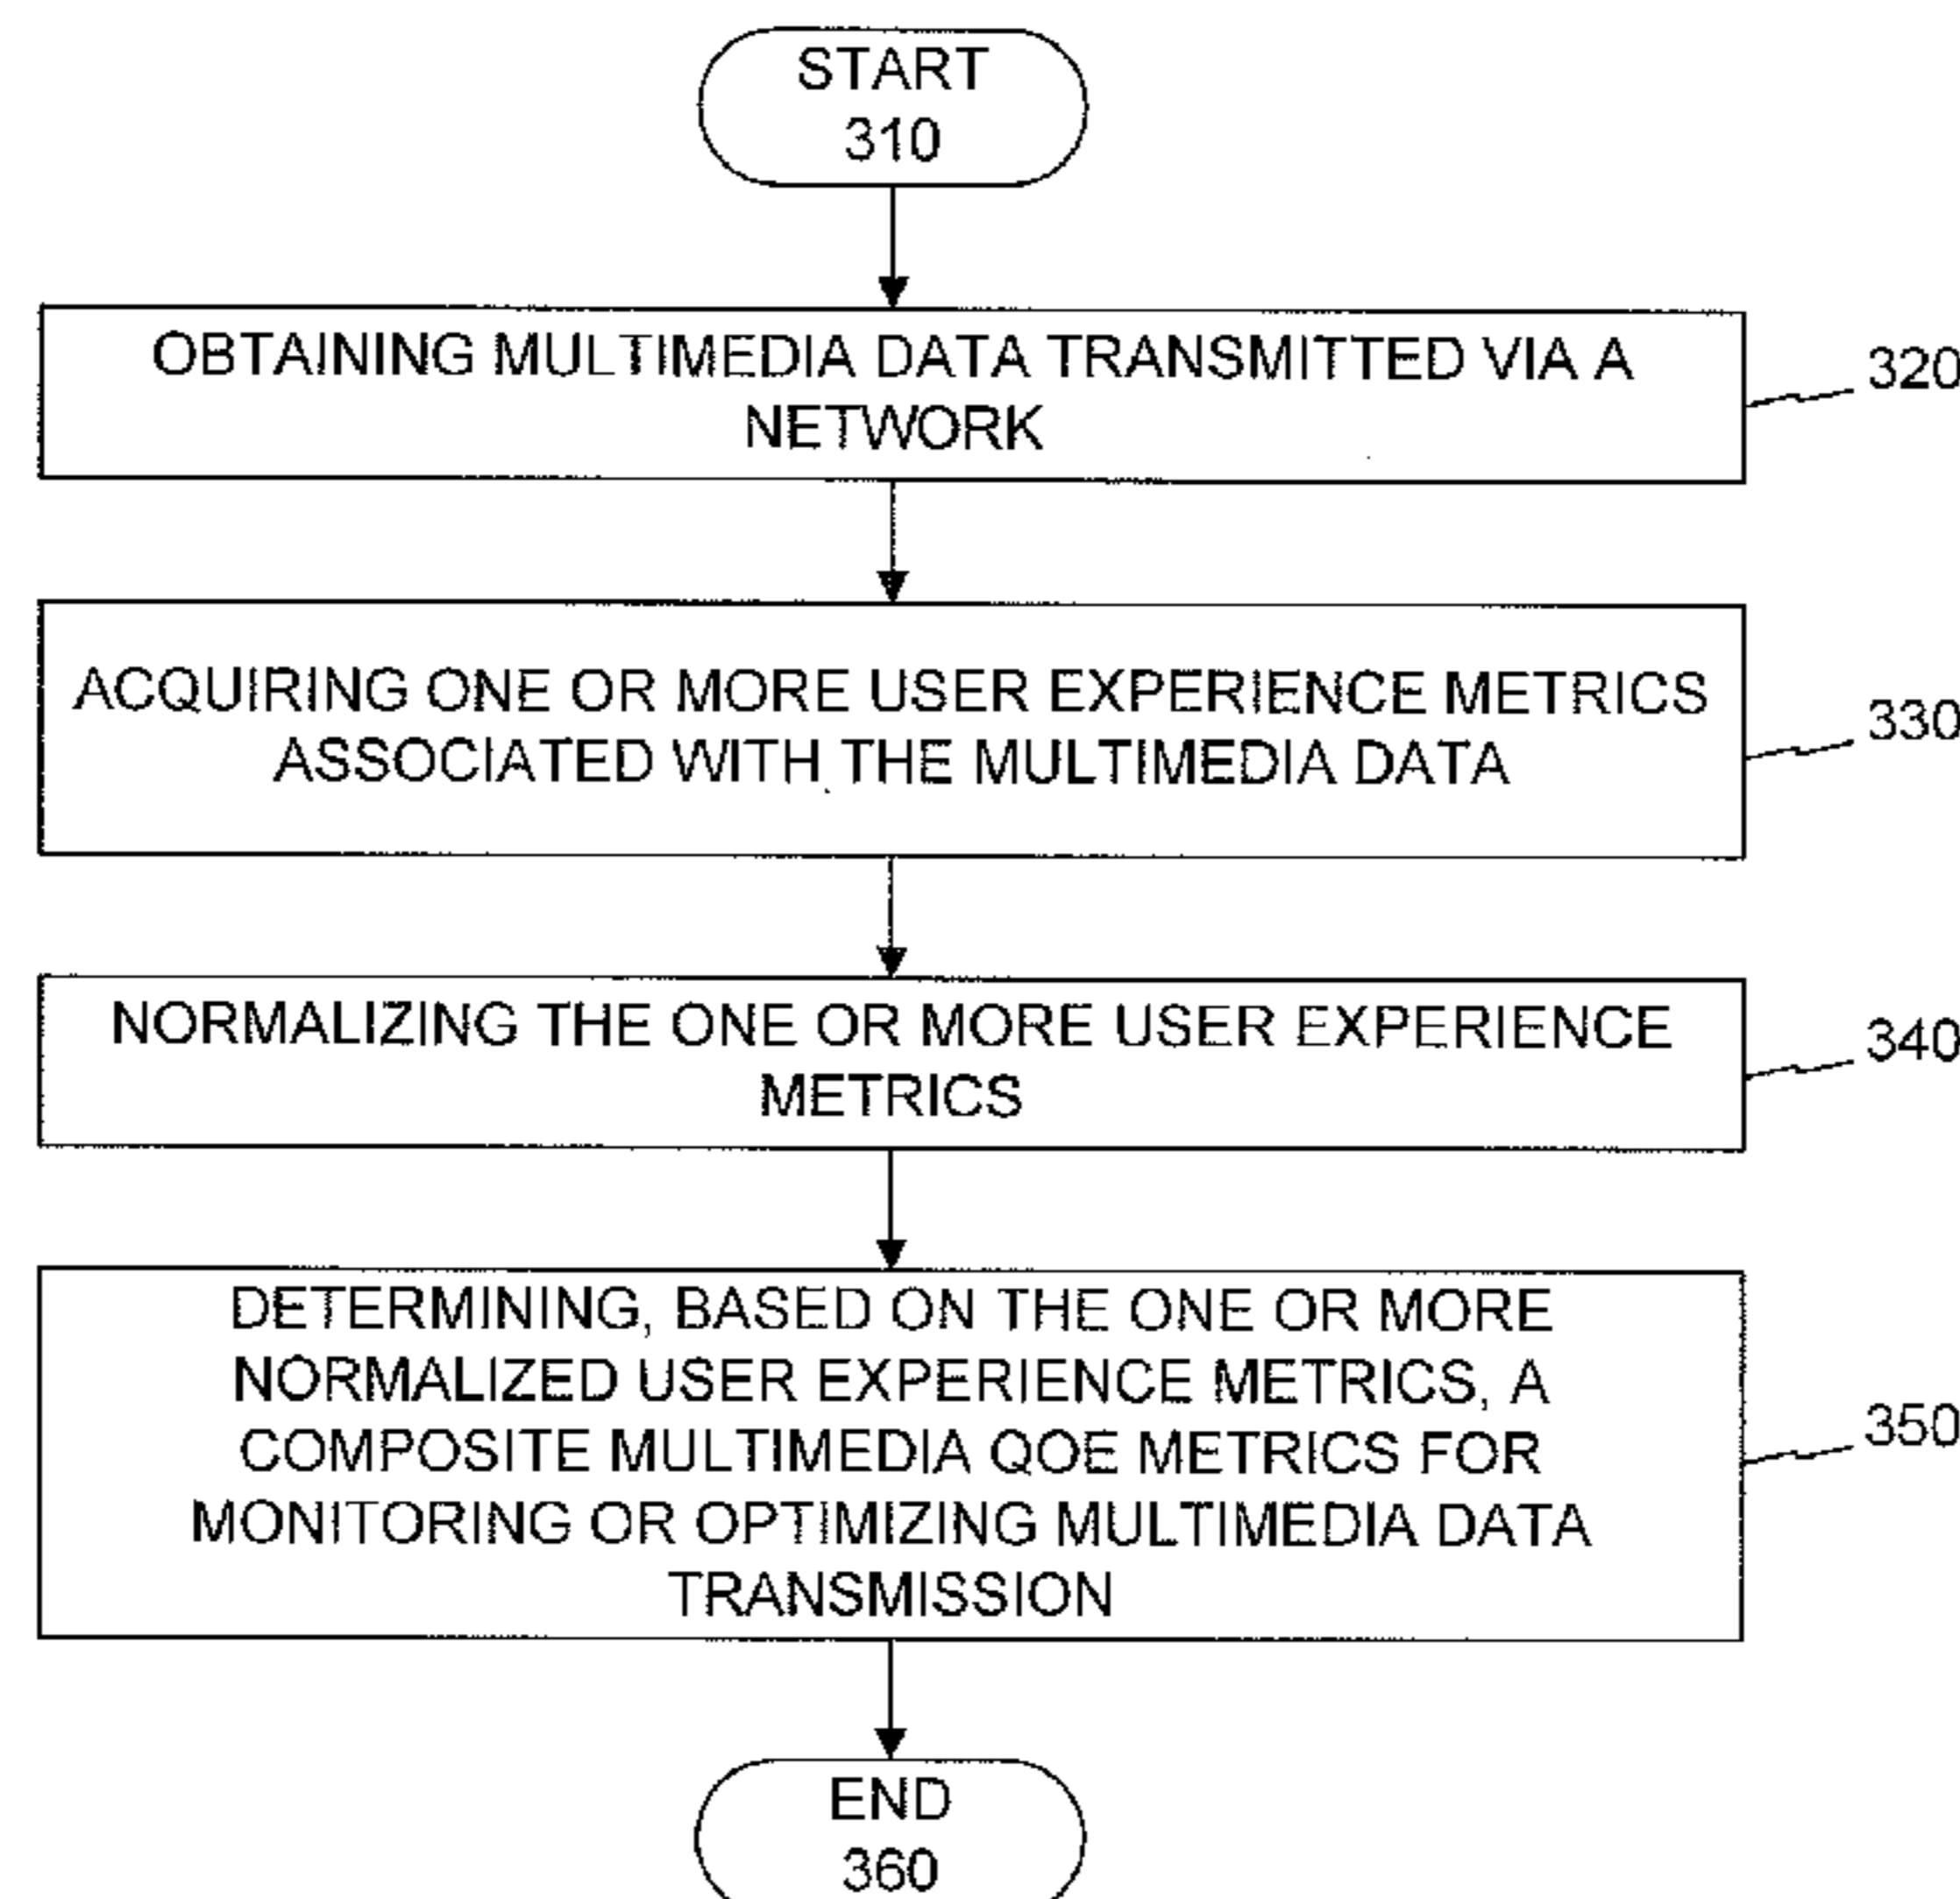 START
310
OBTAINING MULTIMEDIA DATA TRANSMITTED VIA A
NETWORK
320
ACQUIRING ONE OR MORE USER EXPERIENCE METRICS
ASSOCIATED WITH THE MULTIMEDIA DATA
330
NORMALIZING THE ONE OR MORE USER EXPERIENCE
METRICS
340
DETERMINING, BASED ON THE ONE OR MORE
NORMALIZED USER EXPERIENCE METRICS, A
COMPOSITE MULTIMEDIA QOE METRICS FOR
MONITORING OR OPTIMIZING MULTIMEDIA DATA
TRANSMISSION
350
END
360